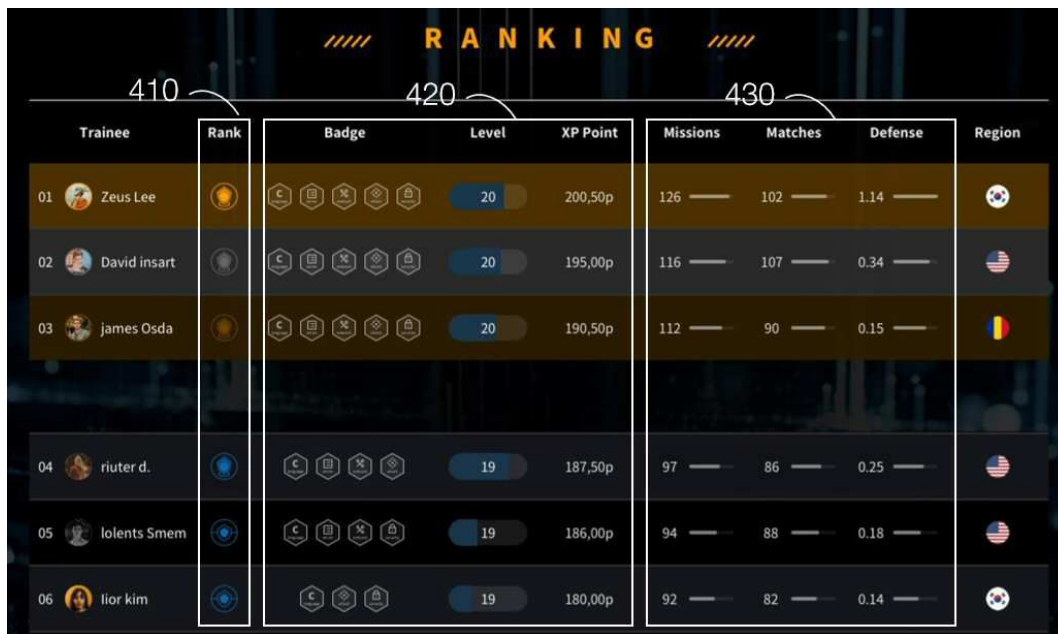 RANKING
410 420 430
Trainee Rank Badge Level XP Point Missions Matches Defense Region
01 Zeus Lee C 20 200,50p 126 102 1.14
02 David insart C 20 195,00p 116 107 0.34
03 james Osda C 20 190,50p 112 90 0.15
04 riuter d. C 19 187,50p 97 86 0.25
05 lolents Smem C 19 186,00p 94 88 0.18
06 lior kim C 19 180,00p 92 82 0.14